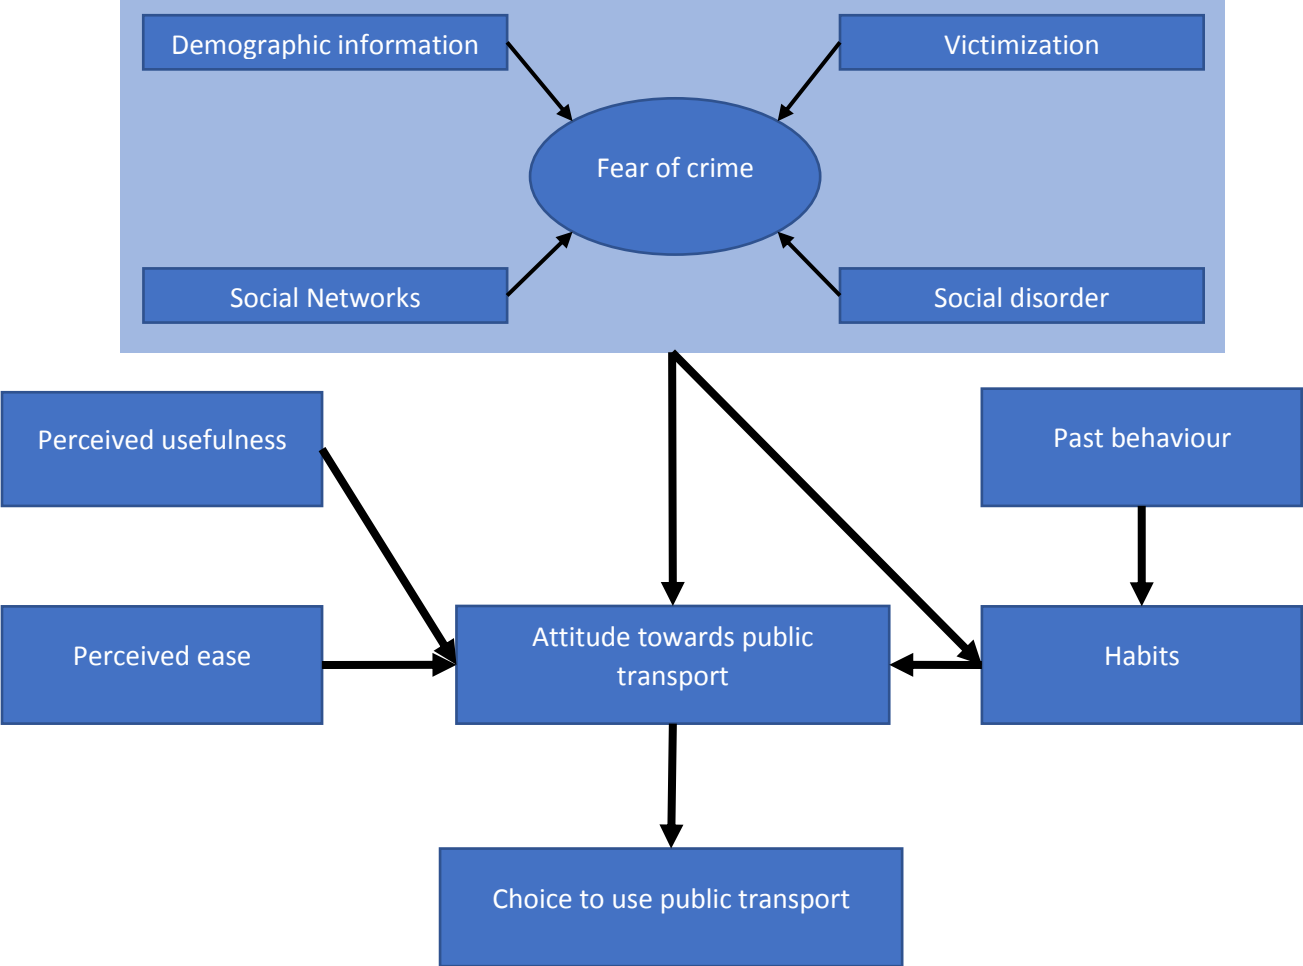 Demographic information
Victimization
Fear of crime
Social Networks
Social disorder
Perceived usefulness
Past behaviour
Perceived ease
Attitude towards public
transport
Habits
Choice to use public transport